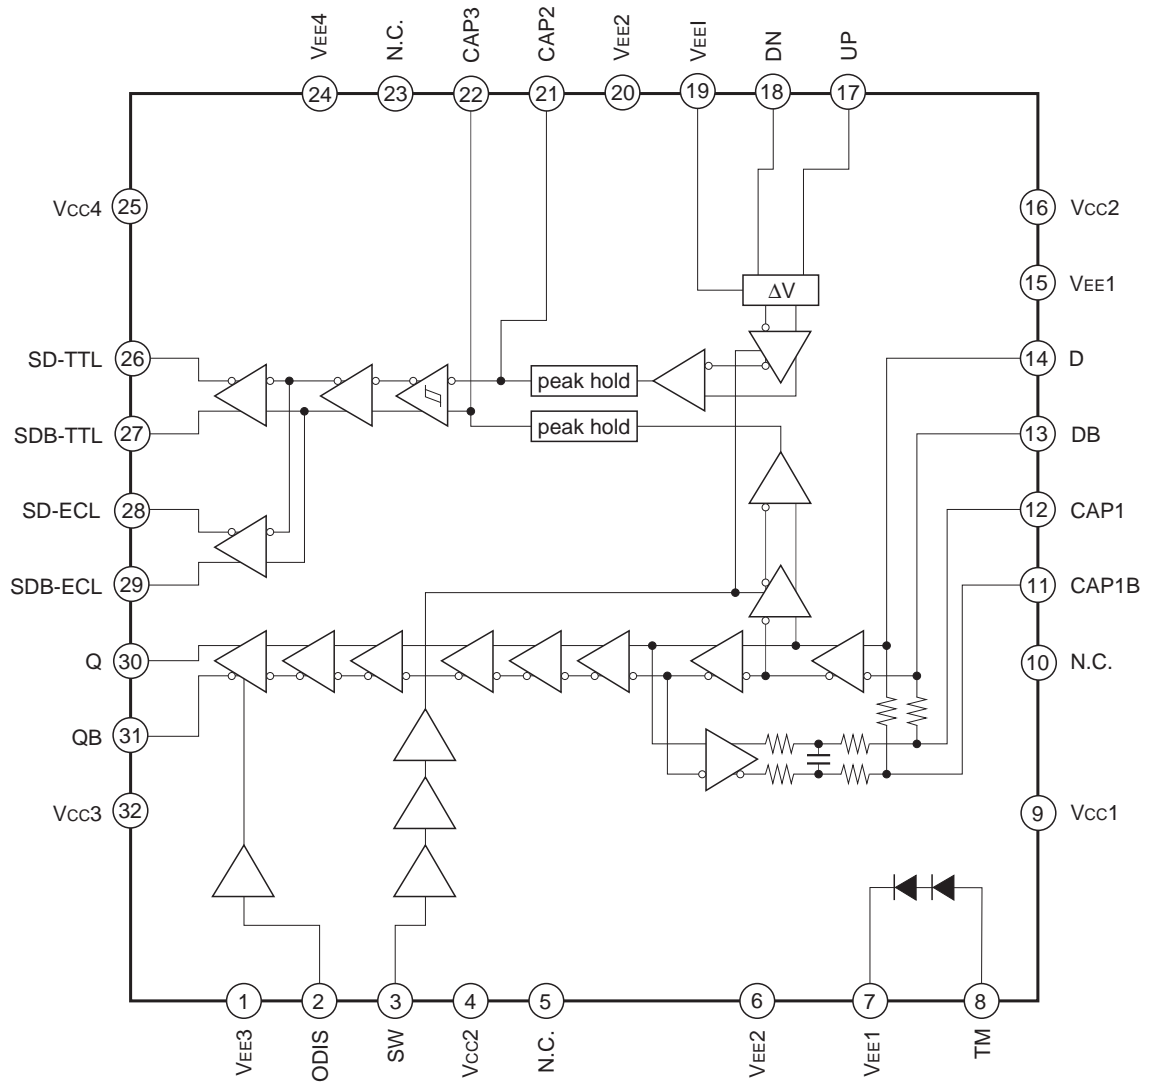 VEE4
N.C.
CAP3
CAP2
VEE2
VEEI
DN
UP
24
23
22
21
20
19
18
17
VCC4 25
16 VCC2
15 VEE1
ΔV
SD-TTL 26
14 D
peak hold
SDB-TTL 27
peak hold
13 DB
SD-ECL 28
12 CAP1
SDB-ECL 29
11 CAP1B
Q 30
10 N.C.
QB 31
VCC3 32
9 VCC1
1
2
3
4
5
6
7
8
VEE3
ODIS
SW
VCC2
N.C.
VEE2
VEE1
TM